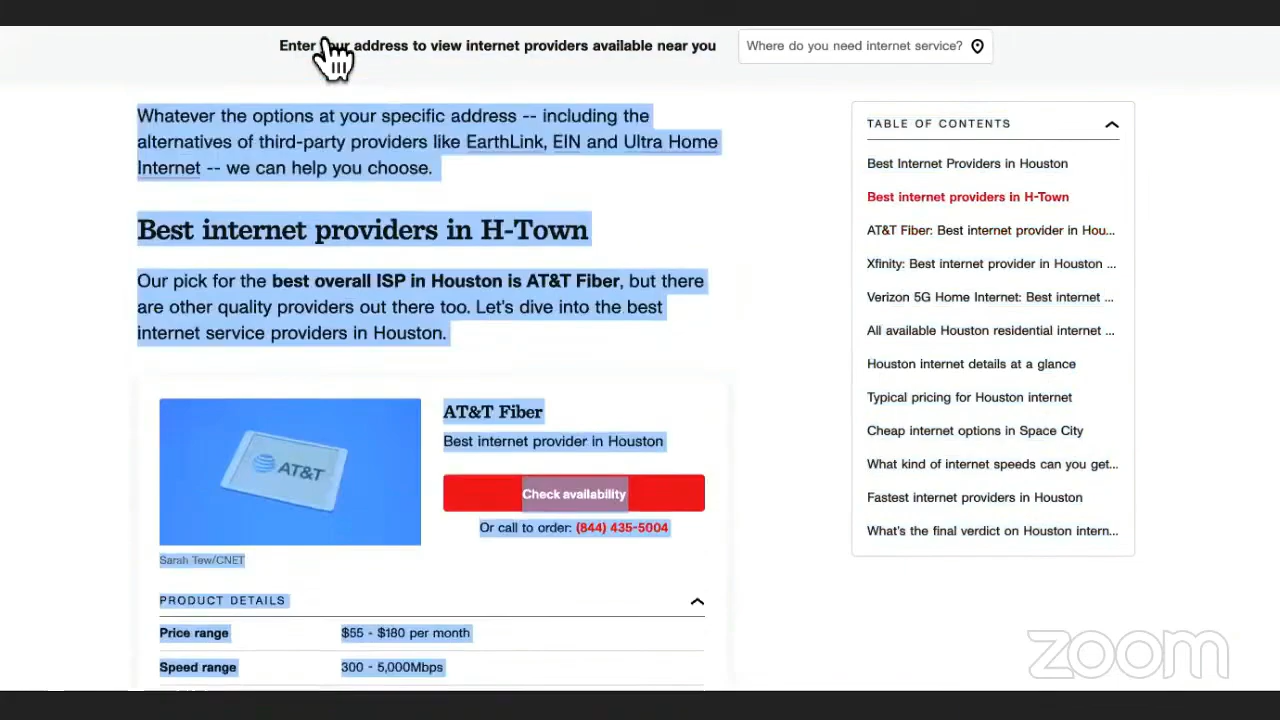 Enter your address to view internet providers available near you
Where do you need internet service?
Whatever the options at your specific address -- including the
alternatives of third-party providers like EarthLink, EIN and Ultra Home
Internet -- we can help you choose.
Best internet providers in H-Town
Our pick for the best overall ISP in Houston is AT&T Fiber, but there
are other quality providers out there too. Let's dive into the best
internet service providers in Houston.
AT&T
Sarah Tew/CNET
AT&T Fiber
Best internet provider in Houston
Check availability
Or call to order: (844) 435-5004
PRODUCT DETAILS
Price range $55 - $180 per month
Speed range 300 - 5,000Mbps
TABLE OF CONTENTS
Best Internet Providers in Houston
Best internet providers in H-Town
AT&T Fiber: Best internet provider in Hou...
Xfinity: Best internet provider in Houston ...
Verizon 5G Home Internet: Best internet ...
All available Houston residential internet ...
Houston internet details at a glance
Typical pricing for Houston internet
Cheap internet options in Space City
What kind of internet speeds can you get...
Fastest internet providers in Houston
What's the final verdict on Houston intern...
zoom